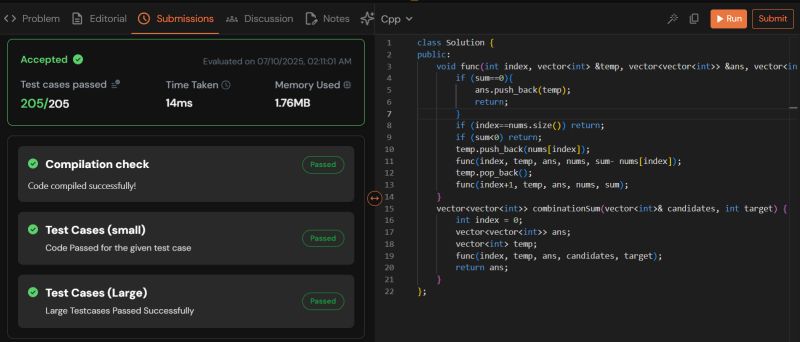 <> Problem Editorial Submissions Discussion Notes
Accepted
Evaluated on 07/10/2025, 02:11:01 AM
Test cases passed Time Taken Memory Used
205/205 14ms 1.76MB
Compilation check Passed
Code compiled successfully!
Test Cases (small) Passed
Code Passed for the given test case
Test Cases (Large) Passed
Large Testcases Passed Successfully
Cpp Run Submit
1 class Solution {
2 public:
3 void func(int index, vector<int> &temp, vector<vector<int>> &ans, vector<in
4 if (sum==0){
5 ans.push_back(temp);
6 return;
7 }
8 if (index==nums.size()) return;
9 if (sum<0) return;
10 temp.push_back(nums[index]);
11 func(index, temp, ans, nums, sum- nums[index]);
12 temp.pop_back();
13 func(index+1, temp, ans, nums, sum);
14 }
15 vector<vector<int>> combinationSum(vector<int>& candidates, int target) {
16 int index = 0;
17 vector<vector<int>> ans;
18 vector<int> temp;
19 func(index, temp, ans, candidates, target);
20 return ans;
21 }
22 };